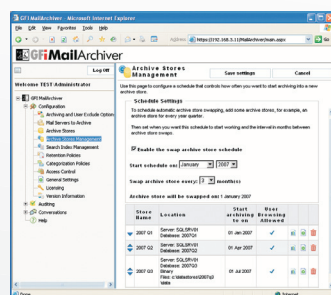 GFI MailArchiver - Microsoft Internet Explorer
File Edit View Favorites Tools Help
Address https://192.168.3.11/MailArchiver/main.aspx
GFi MailArchiver
Log Off
Welcome TEST Administrator
GFI MailArchiver
Configuration
Archiving and User Exclude Option
Mail Servers to Archive
Archive Stores
Archive Stores Management
Search Index Management
Retention Policies
Categorization Policies
Access Control
General Settings
Licensing
Version Information
Auditing
Conversations
Help
Archive Stores Management
Save settings
Cancel
Use this page to configure a schedule that controls how often you want to start archiving into a new archive store.
Schedule Settings
To schedule automatic archive store swapping, add some archive stores, for example, an archive store for every year quarter.
Then set when you want this schedule to start working and the interval in months between archive store swaps.
Enable the swap archive store schedule
Start schedule on: January 2007
Swap archive store every: 3 month(s)
Archive store will be swapped on: 1 January 2007
Store Name
Location
Start archiving to on
User Browsing Allowed
2007 Q1
Server: SQLSRV01
Database: 2007Q1
01 Jan 2007
2007 Q2
Server: SQLSRV01
Database: 2007Q2
01 Apr 2007
2007 Q3
Server: SQLSRV01
Database: 2007Q3
Binary
01 Jul 2007
Internet